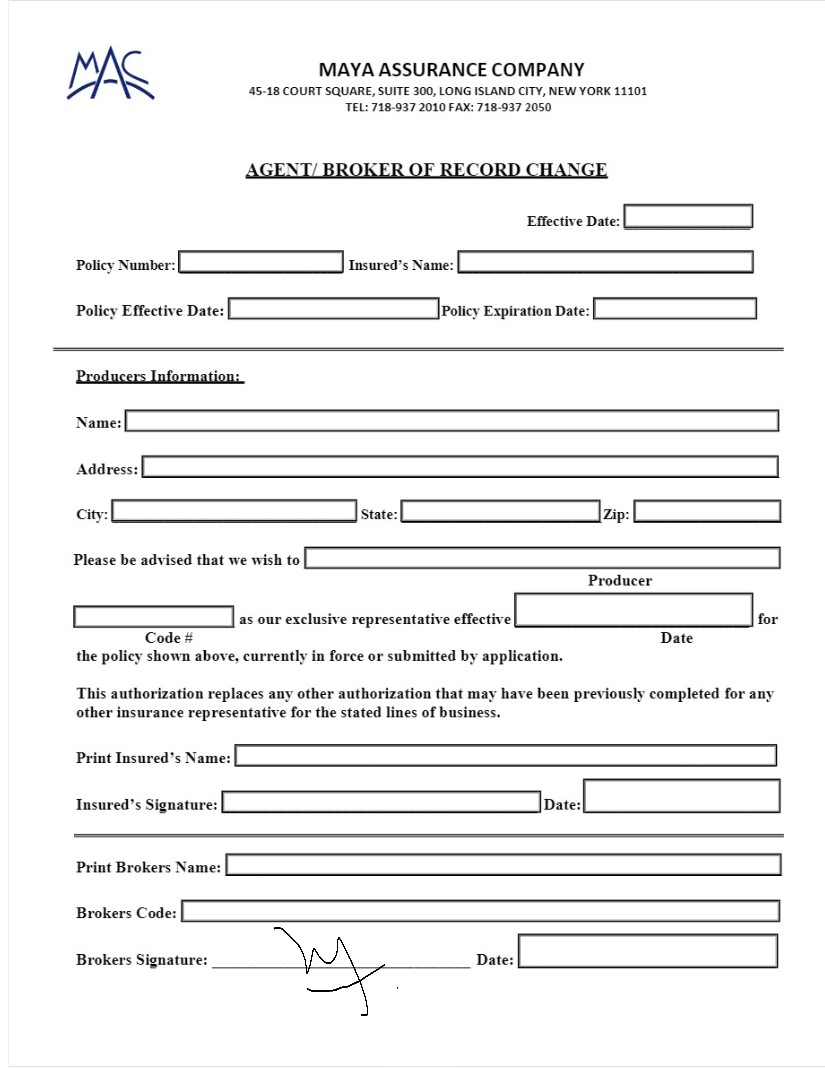 MAC
MAYA ASSURANCE COMPANY
45-18 COURT SQUARE, SUITE 300, LONG ISLAND CITY, NEW YORK 11101
TEL: 718-937 2010 FAX: 718-937 2050
AGENT/ BROKER OF RECORD CHANGE
Effective Date:
Policy Number: Insured's Name:
Policy Effective Date: Policy Expiration Date:
Producers Information:
Name:
Address:
City: State: Zip:
Please be advised that we wish to
Producer
as our exclusive representative effective for
Code # Date
the policy shown above, currently in force or submitted by application.
This authorization replaces any other authorization that may have been previously completed for any
other insurance representative for the stated lines of business.
Print Insured's Name:
Insured's Signature: Date:
Print Brokers Name:
Brokers Code:
Brokers Signature: Date: